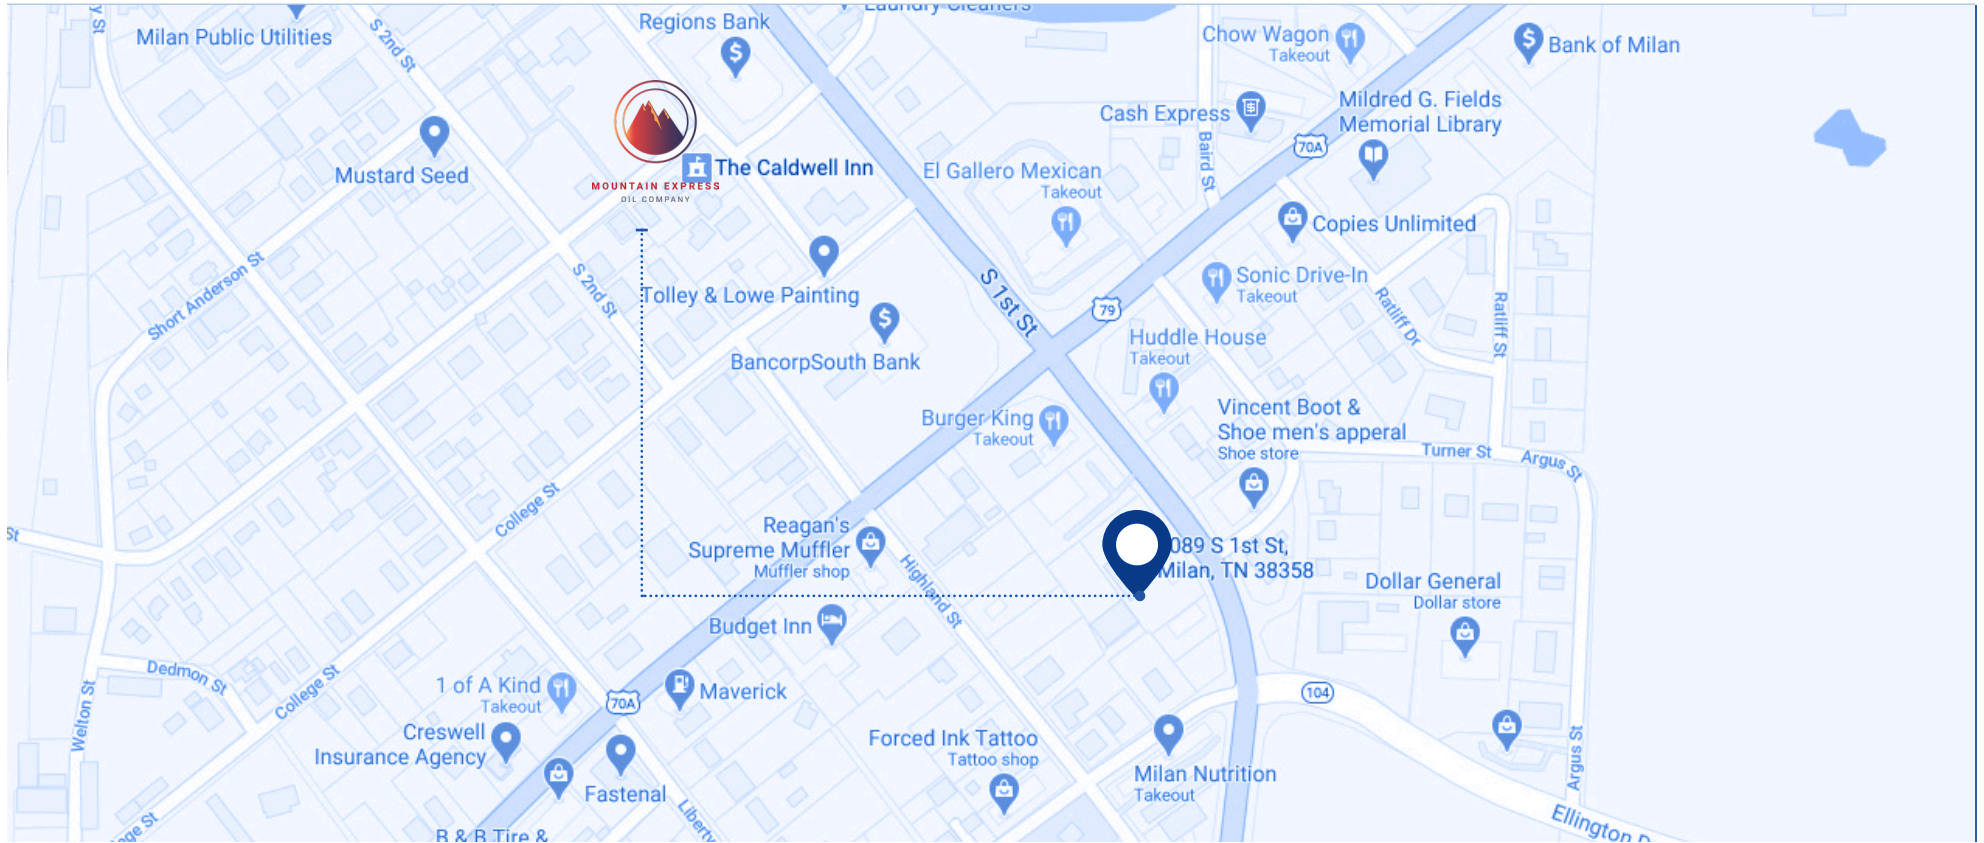 Laundry Cleaners
Milan Public Utilities
S 2nd St
Regions Bank
Chow Wagon
Takeout
Bank of Milan
Mildred G. Fields
Memorial Library
Cash Express
70A
Baird St
Mustard Seed
The Caldwell Inn
MOUNTAIN EXPRESS
OIL COMPANY
El Gallero Mexican
Takeout
Copies Unlimited
Short Anderson St
S 2nd St
Tolley & Lowe Painting
S 1st St
79
Sonic Drive-In
Takeout
Ratliff Dr
Ratliff St
BancorpSouth Bank
Huddle House
Takeout
Burger King
Takeout
Vincent Boot &
Shoe men's apperal
Shoe store
Turner St
Argus St
College St
St
Reagan's
Supreme Muffler
Muffler shop
Highland St
089 S 1st St,
Milan, TN 38358
Dollar General
Dollar store
Budget Inn
Dedmon St
College St
Welton St
1 of A Kind
Takeout
70A
Maverick
104
Creswell
Insurance Agency
Forced Ink Tattoo
Tattoo shop
Milan Nutrition
Takeout
Argus St
Fastenal
Liberty
B & B Tire &
Ellington